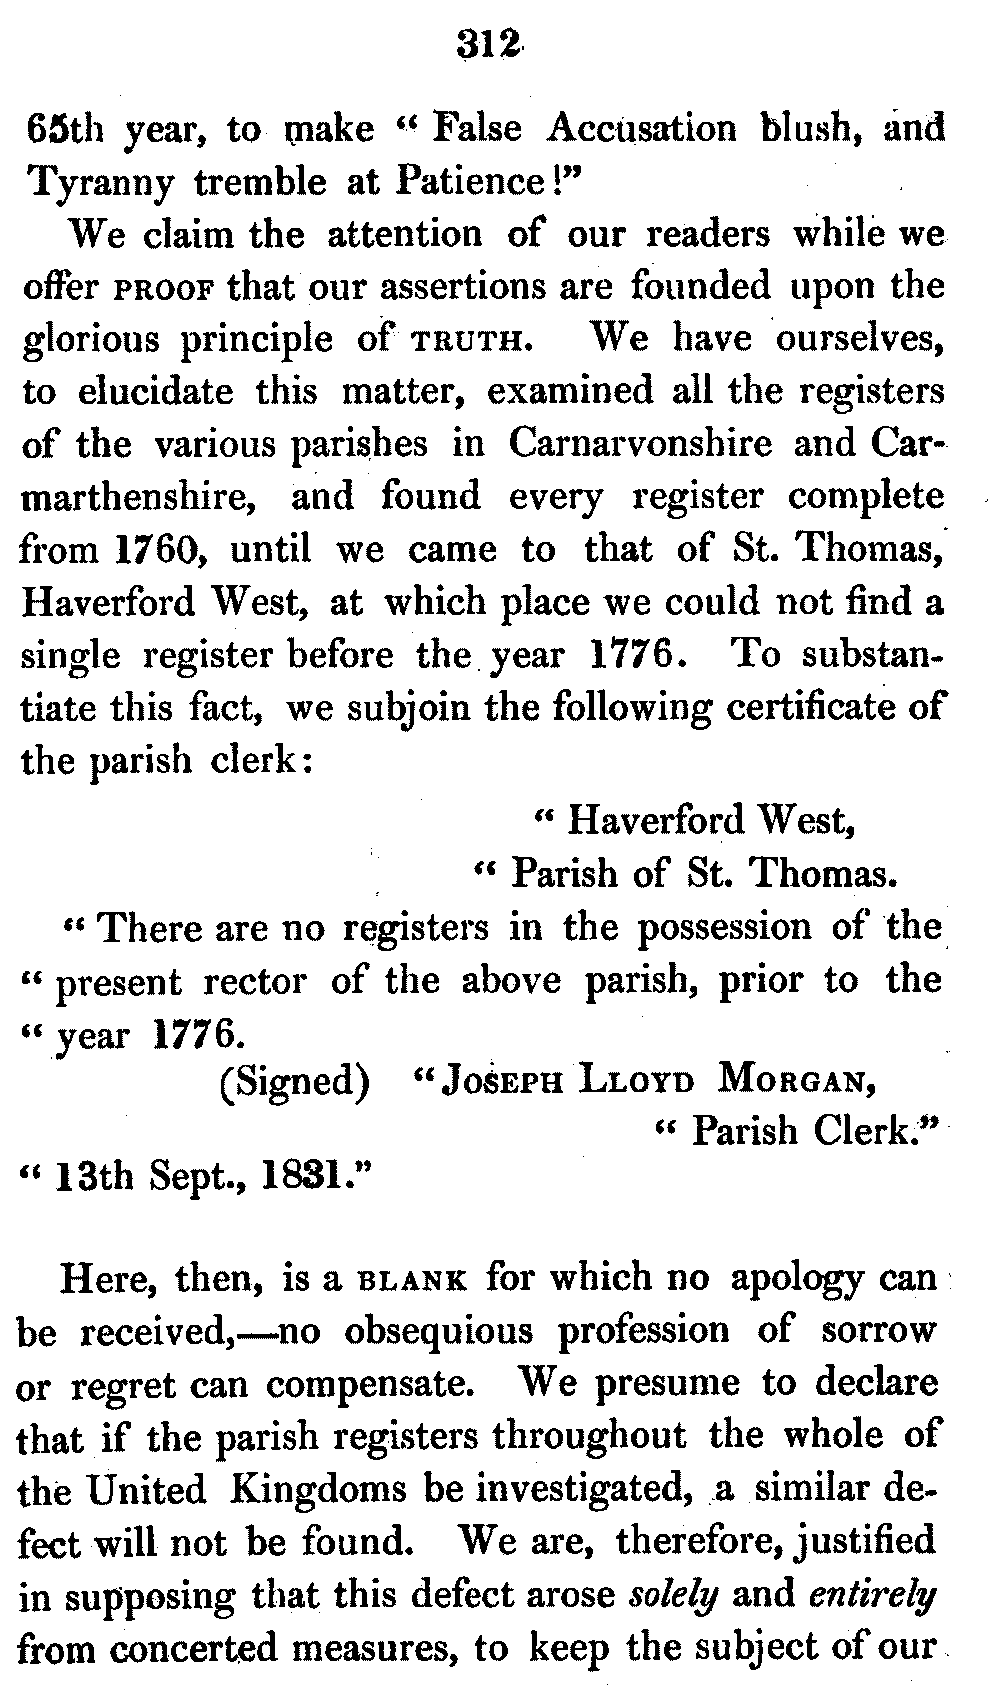 312
65th year, to make “ False Accusation blush, and
Tyranny tremble at Patience!”
We claim the attention of our readers while we
offer PROOF that our assertions are founded upon the
glorious principle of TRUTH. We have ourselves,
to elucidate this matter, examined all the registers
of the various parishes in Carnarvonshire and Car-
marthenshire, and found every register complete
from 1760, until we came to that of St. Thomas,
Haverford West, at which place we could not find a
single register before the year 1776. To substan-
tiate this fact, we subjoin the following certificate of
the parish clerk:
“ Haverford West,
“ Parish of St. Thomas.
“ There are no registers in the possession of the
“ present rector of the above parish, prior to the
“ year 1776.
(Signed) “ JOSEPH LLOYD MORGAN,
“ Parish Clerk.”
“ 13th Sept., 1831.”
Here, then, is a BLANK for which no apology can
be received,—no obsequious profession of sorrow
or regret can compensate. We presume to declare
that if the parish registers throughout the whole of
the United Kingdoms be investigated, a similar de-
fect will not be found. We are, therefore, justified
in supposing that this defect arose solely and entirely
from concerted measures, to keep the subject of our